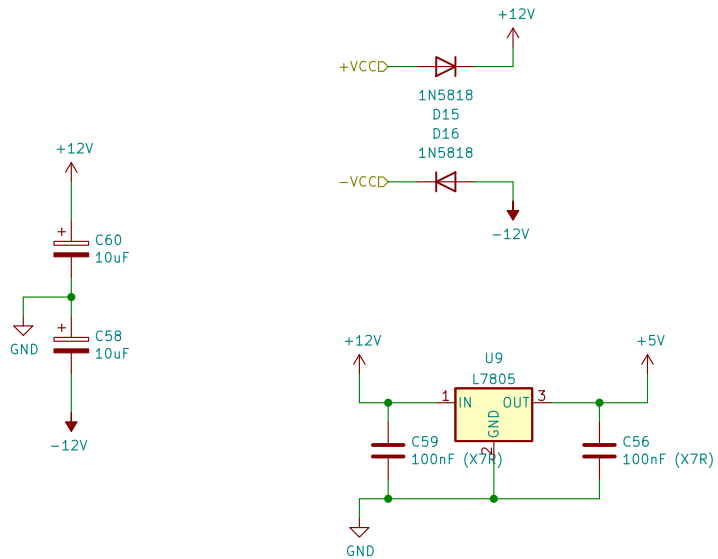 +12V
+VCC
1N5818
D15
D16
1N5818
-VCC
-12V
+12V
+
C60
10uF
GND
+
C58
10uF
-12V
+12V
+5V
U9
L7805
1
IN
OUT
3
GND
2
C59
100nF (X7R)
C56
100nF (X7R)
GND